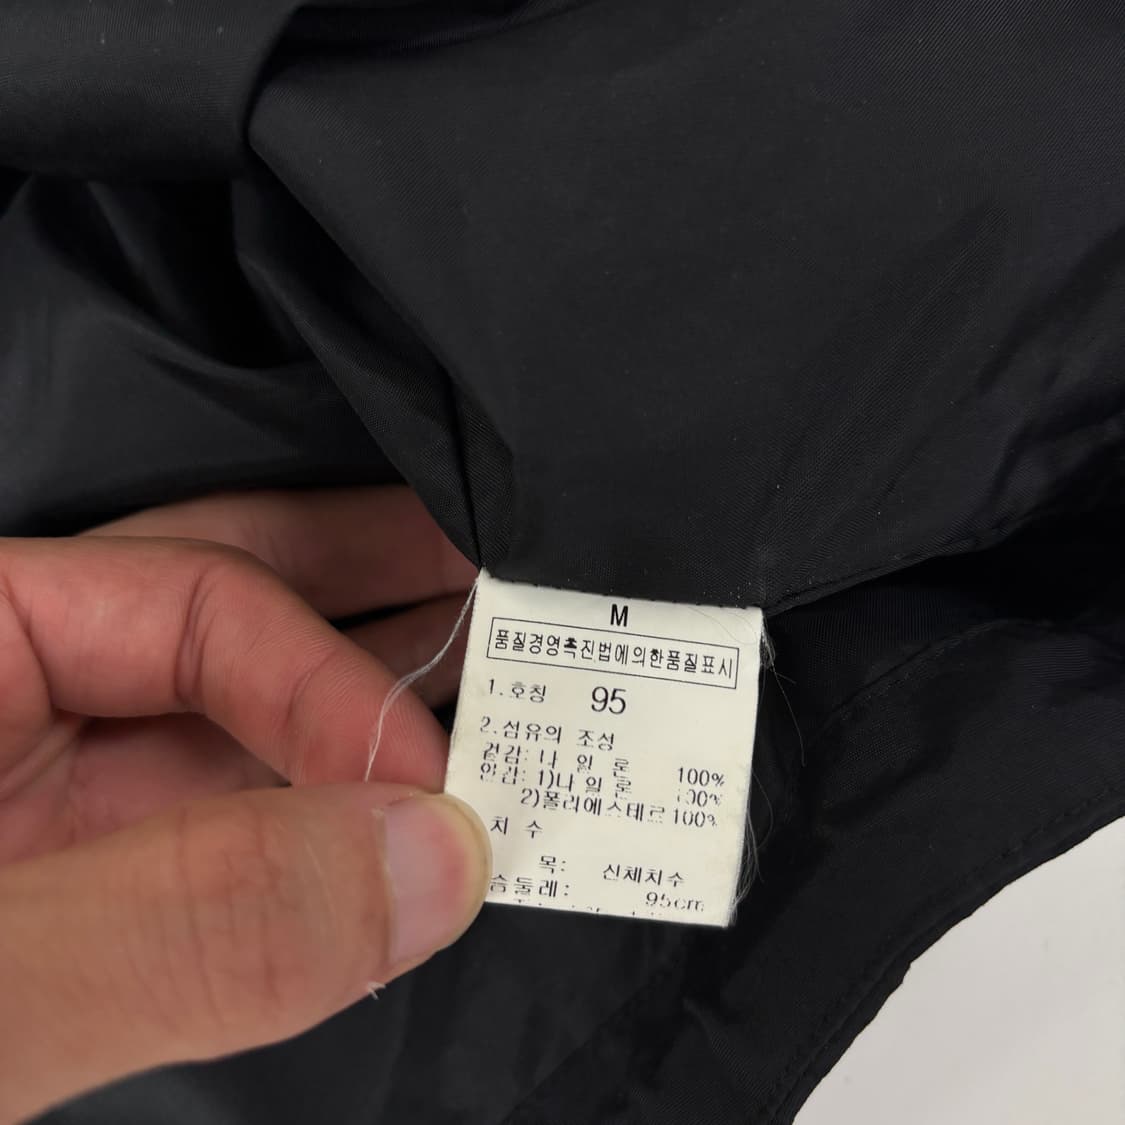 M
품질경영촉진법에의한품질표시
1.호칭 95
2.섬유의 조성
겉감: 나 일 론 100%
안감: 1)나 일 론 100%
2)폴리에스테르 100%
치 수
목: 신체치수
슴둘레: 95cm